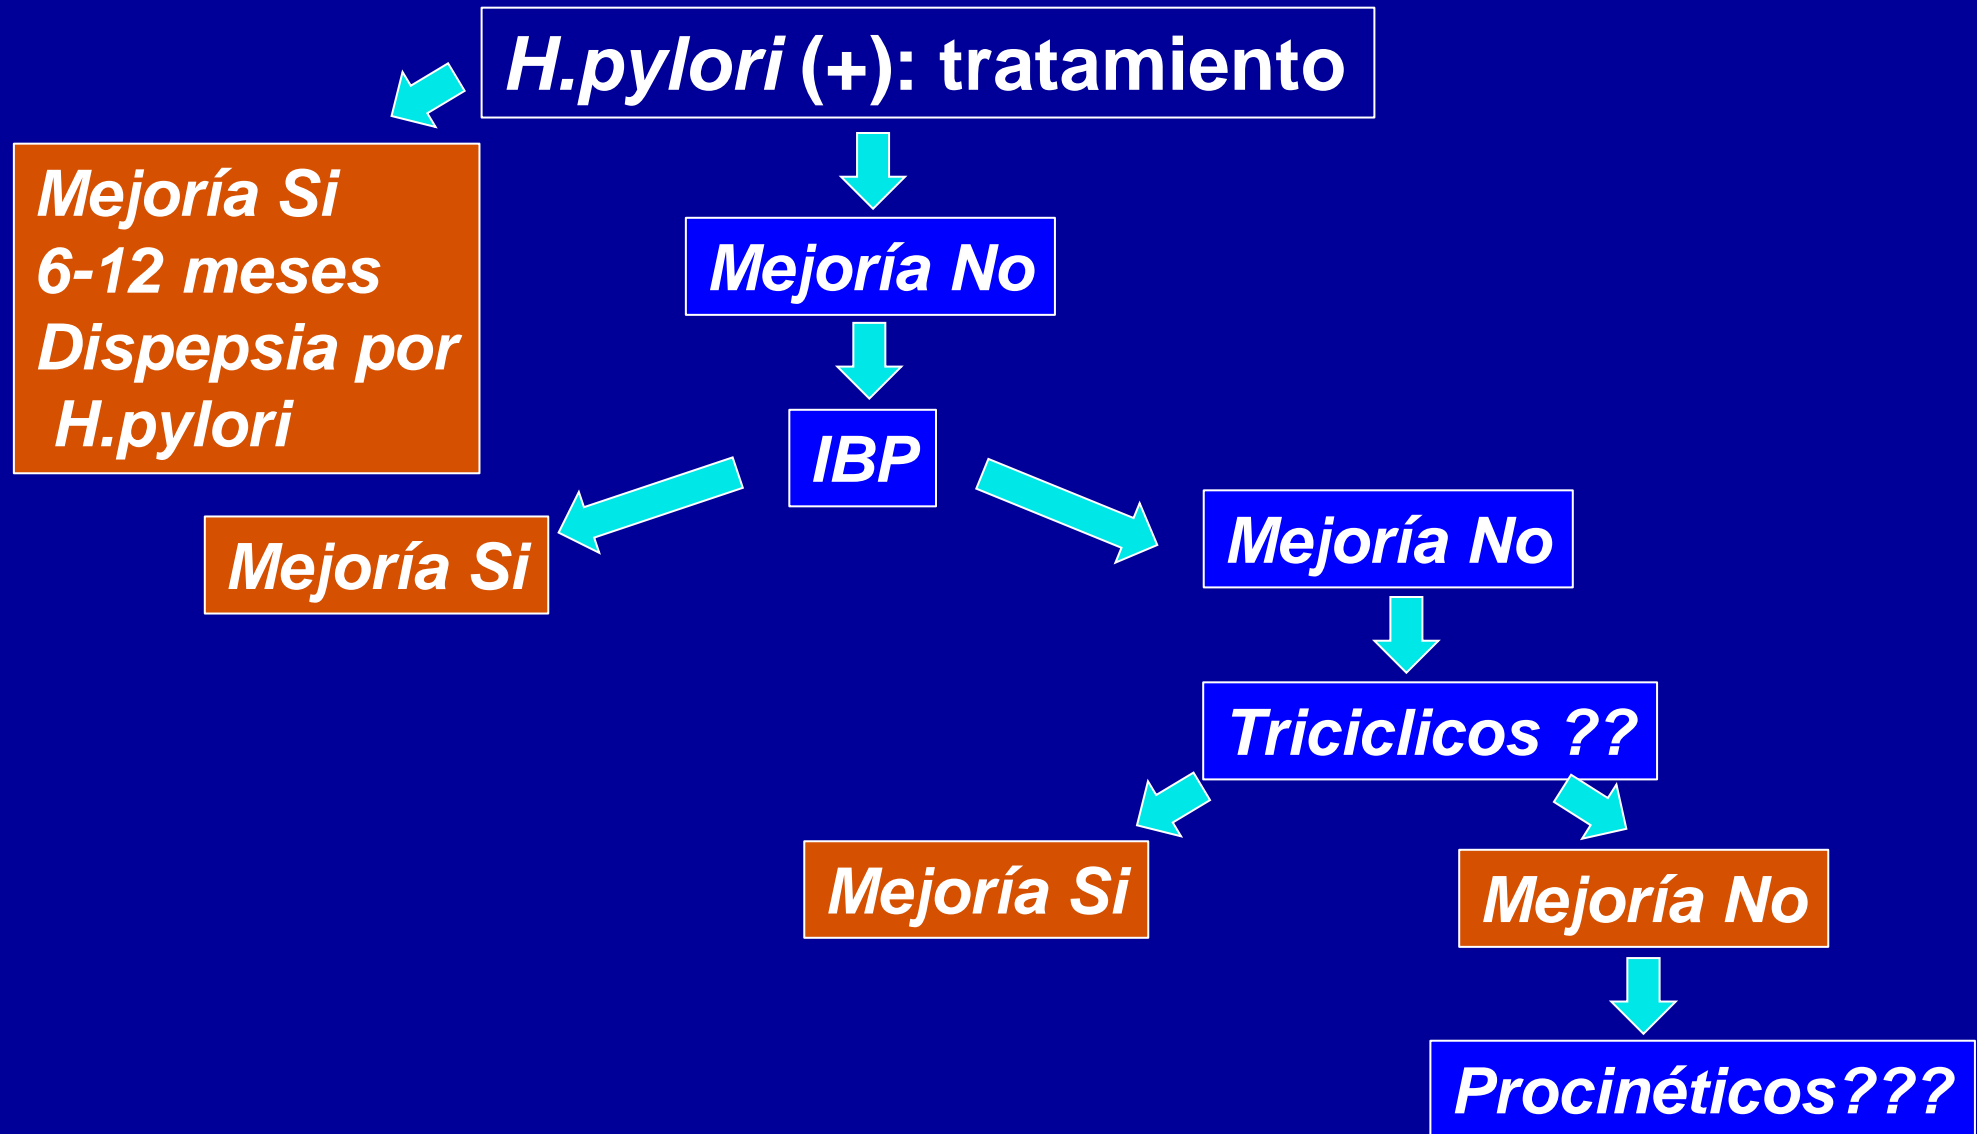 H.pylori (+): tratamiento
Mejoría Si
6-12 meses
Dispepsia por
H.pylori
Mejoría No
IBP
Mejoría Si
Mejoría No
Triciclicos ??
Mejoría Si
Mejoría No
Procinéticos???